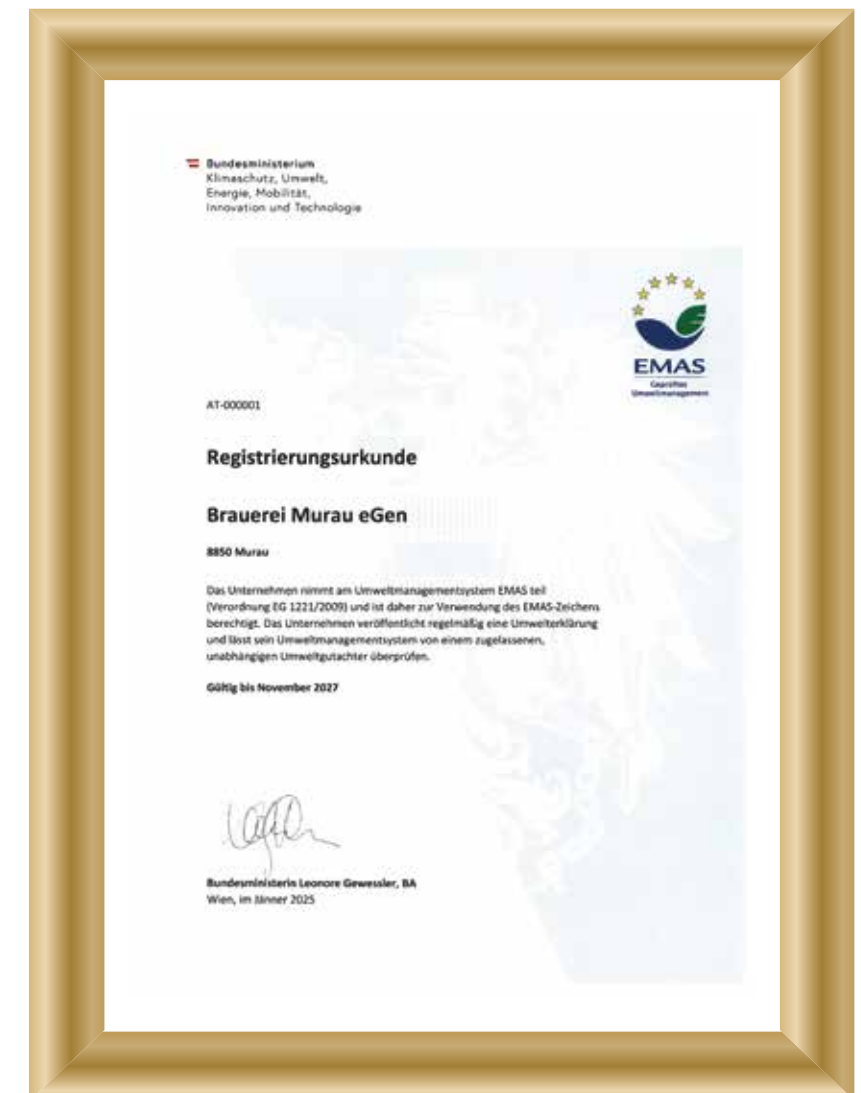 Bundesministerium
Klimaschutz, Umwelt,
Energie, Mobilität,
Innovation und Technologie
EMAS
Geprüftes
Umweltmanagement
AT-000001
Registrierungsurkunde
Brauerei Murau eGen
8850 Murau
Das Unternehmen nimmt am Umweltmanagementsystem EMAS teil
(Verordnung EG 1221/2009) und ist daher zur Verwendung des EMAS-Zeichens
berechtigt. Das Unternehmen veröffentlicht regelmäßig eine Umwelterklärung
und lässt sein Umweltmanagementsystem von einem zugelassenen,
unabhängigen Umweltgutachter überprüfen.
Gültig bis November 2027
Bundesministerin Leonore Gewessler, BA
Wien, im Jänner 2025